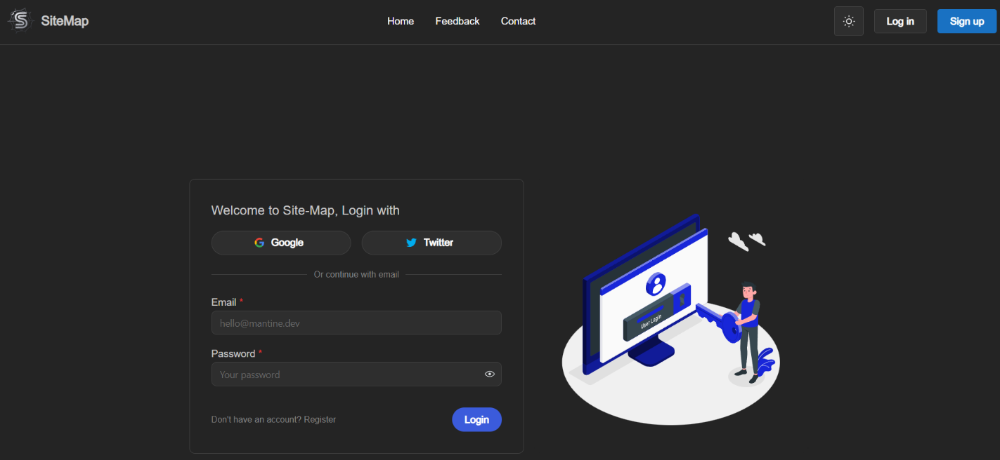 SiteMap
Home Feedback Contact
Log in
Sign up
Welcome to Site-Map, Login with
Google
Twitter
Or continue with email
Email *
hello@mantine.dev
Password *
Your password
Don't have an account? Register
Login
User Login